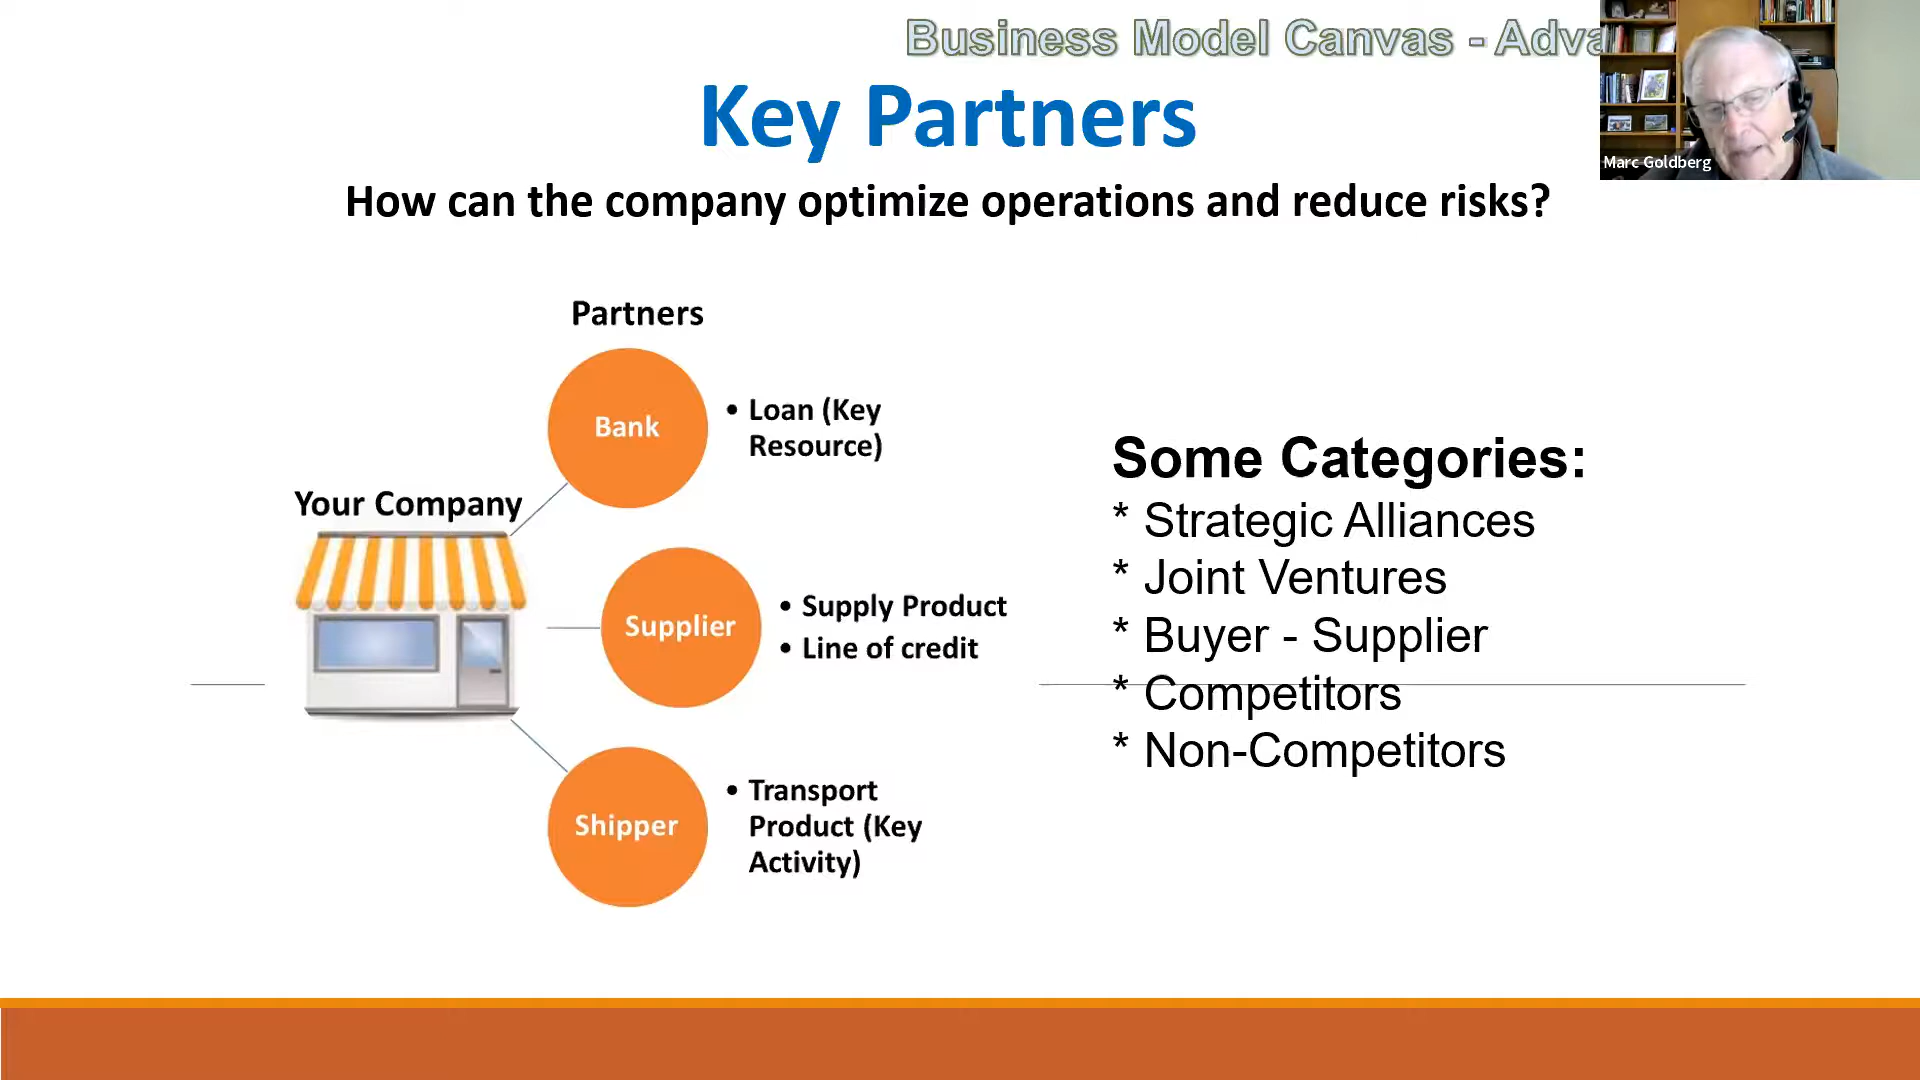 Business Model Canvas - Adva
Key Partners
Marc Goldberg
How can the company optimize operations and reduce risks?
Partners
Bank
• Loan (Key
Resource)
Your Company
Supplier
• Supply Product
• Line of credit
Shipper
• Transport
Product (Key
Activity)
Some Categories:
* Strategic Alliances
* Joint Ventures
* Buyer - Supplier
* Competitors
* Non-Competitors